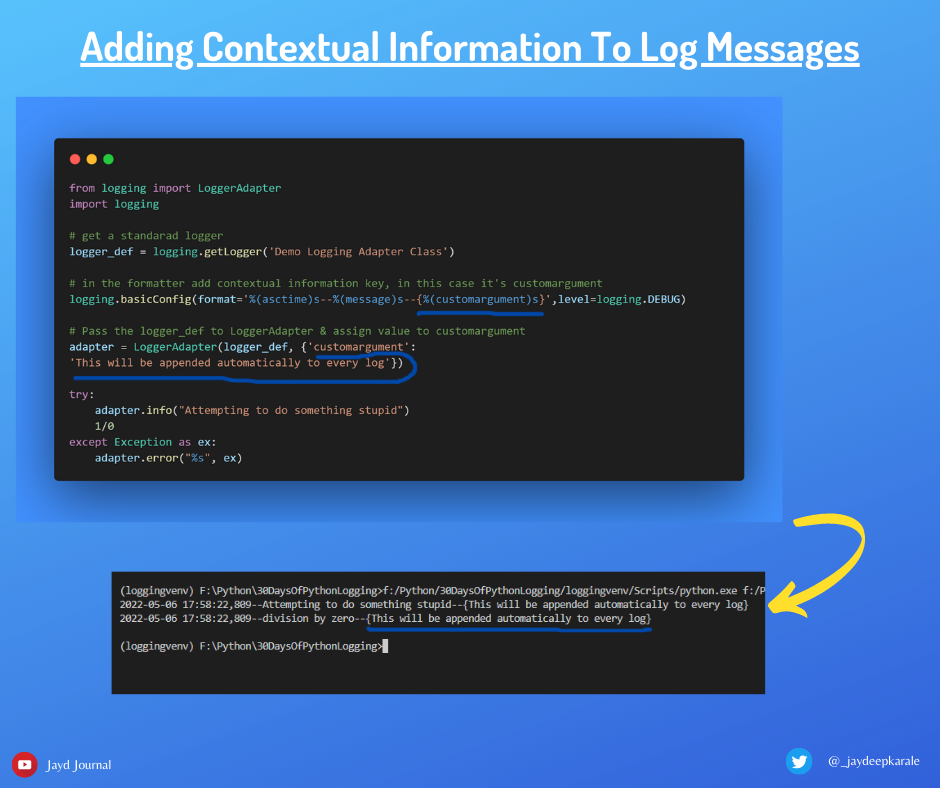 Adding Contextual Information To Log Messages
from logging import LoggerAdapter
import logging
# get a standarad logger
logger_def = logging.getLogger('Demo Logging Adapter Class')
# in the formatter add contextual information key, in this case it's customargument
logging.basicConfig(format='%(asctime)s--%(message)s--{%(customargument)s}',level=logging.DEBUG)
# Pass the logger_def to LoggerAdapter & assign value to customargument
adapter = LoggerAdapter(logger_def, {'customargument':
'This will be appended automatically to every log'})
try:
    adapter.info("Attempting to do something stupid")
    1/0
except Exception as ex:
    adapter.error("%s", ex)
(loggingvenv) F:\Python\30DaysOfPythonLogging>f:/Python/30DaysOfPythonLogging/loggingvenv/Scripts/python.exe f:/P
2022-05-06 17:58:22,809--Attempting to do something stupid--{This will be appended automatically to every log}
2022-05-06 17:58:22,809--division by zero--{This will be appended automatically to every log}
(loggingvenv) F:\Python\30DaysOfPythonLogging>
Jayd Journal
@_jaydeepkarale